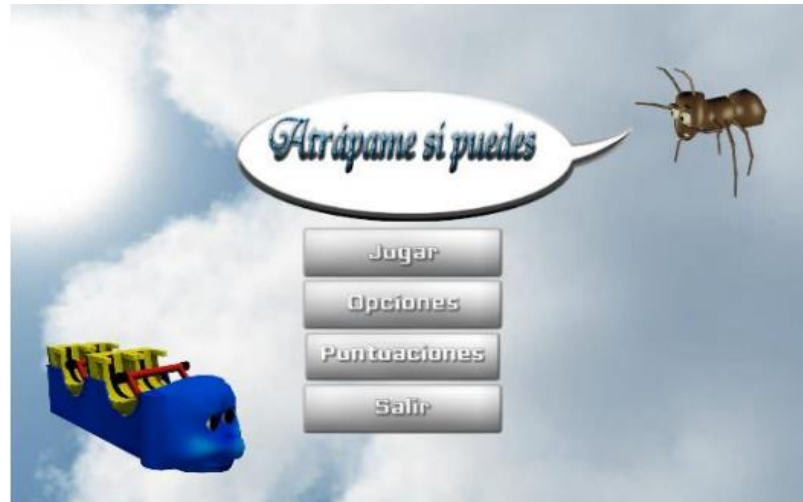 Atrápame si puedes
Jugar
Opciones
Puntuaciones
Salir